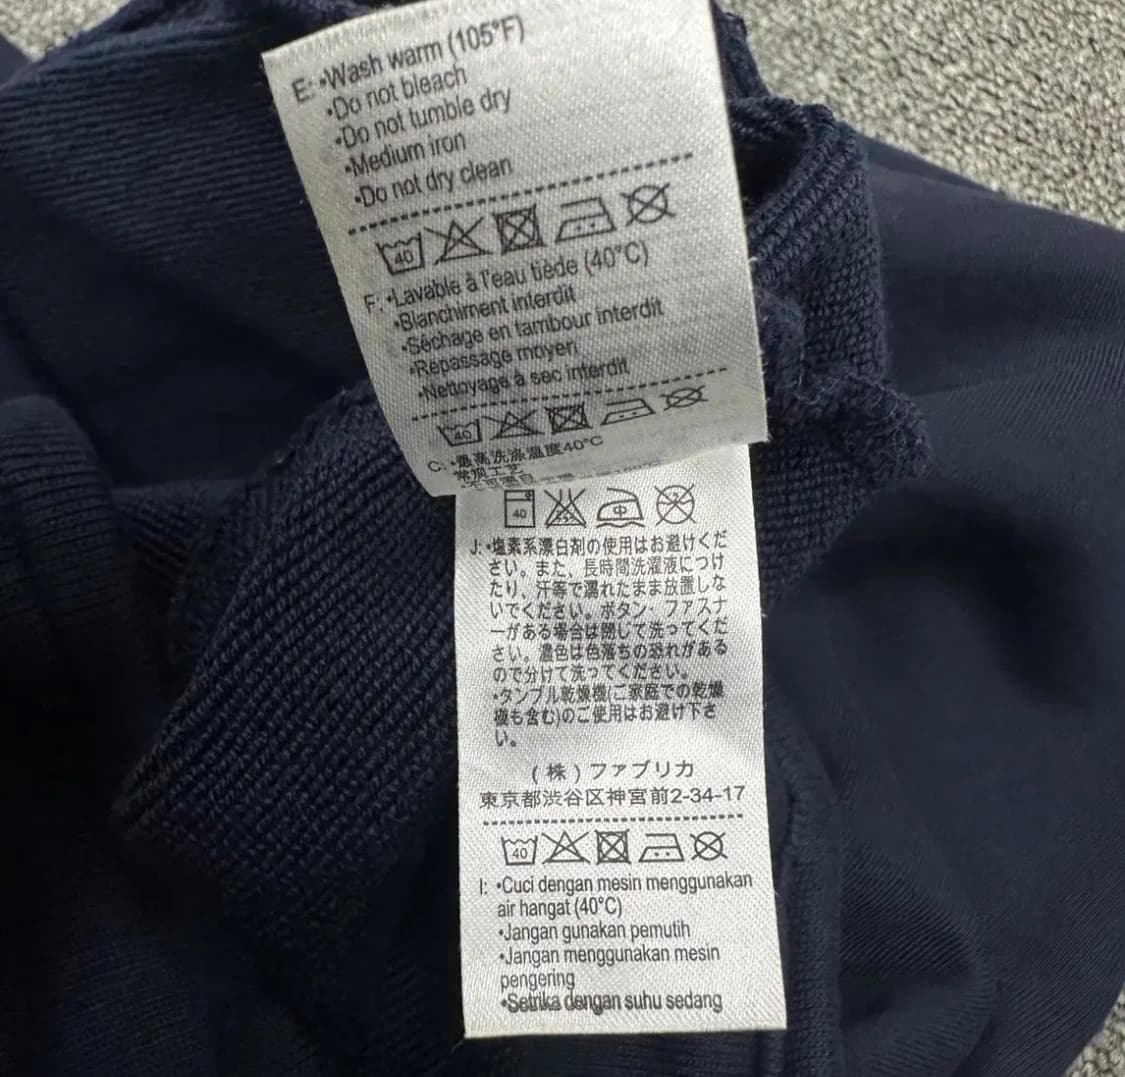 E: •Wash warm (105°F)
•Do not bleach
•Do not tumble dry
•Medium iron
•Do not dry clean
40
F: •Lavable à l'eau tiède (40°C)
•Blanchiment interdit
•Séchage en tambour interdit
•Repassage moyen
•Nettoyage à sec interdit
40
C: •最高洗涤温度40°C
常规工艺
•不可漂白
40 中
J: •塩素系漂白剤の使用はお避けくだ
さい。また、長時間洗濯液につけ
たり、汗等で濡れたまま放置しな
いでください。ボタン・ファスナ
ーがある場合は閉じて洗ってくだ
さい。濃色は色落ちの恐れがある
ので分けて洗ってください。
•タンブル乾燥機(ご家庭での乾燥
機も含む)のご使用はお避け下さ
い。
(株)ファブリカ
東京都渋谷区神宮前2-34-17
40
I: •Cuci dengan mesin menggunakan
air hangat (40°C)
•Jangan gunakan pemutih
•Jangan menggunakan mesin
pengering
•Setrika dengan suhu sedang